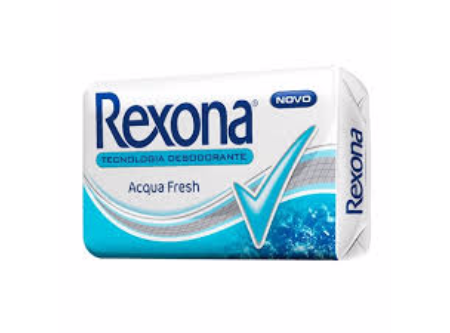 Rexona®
NOVO
TECNOLOGIA DESODORANTE
Acqua Fresh
Rexona